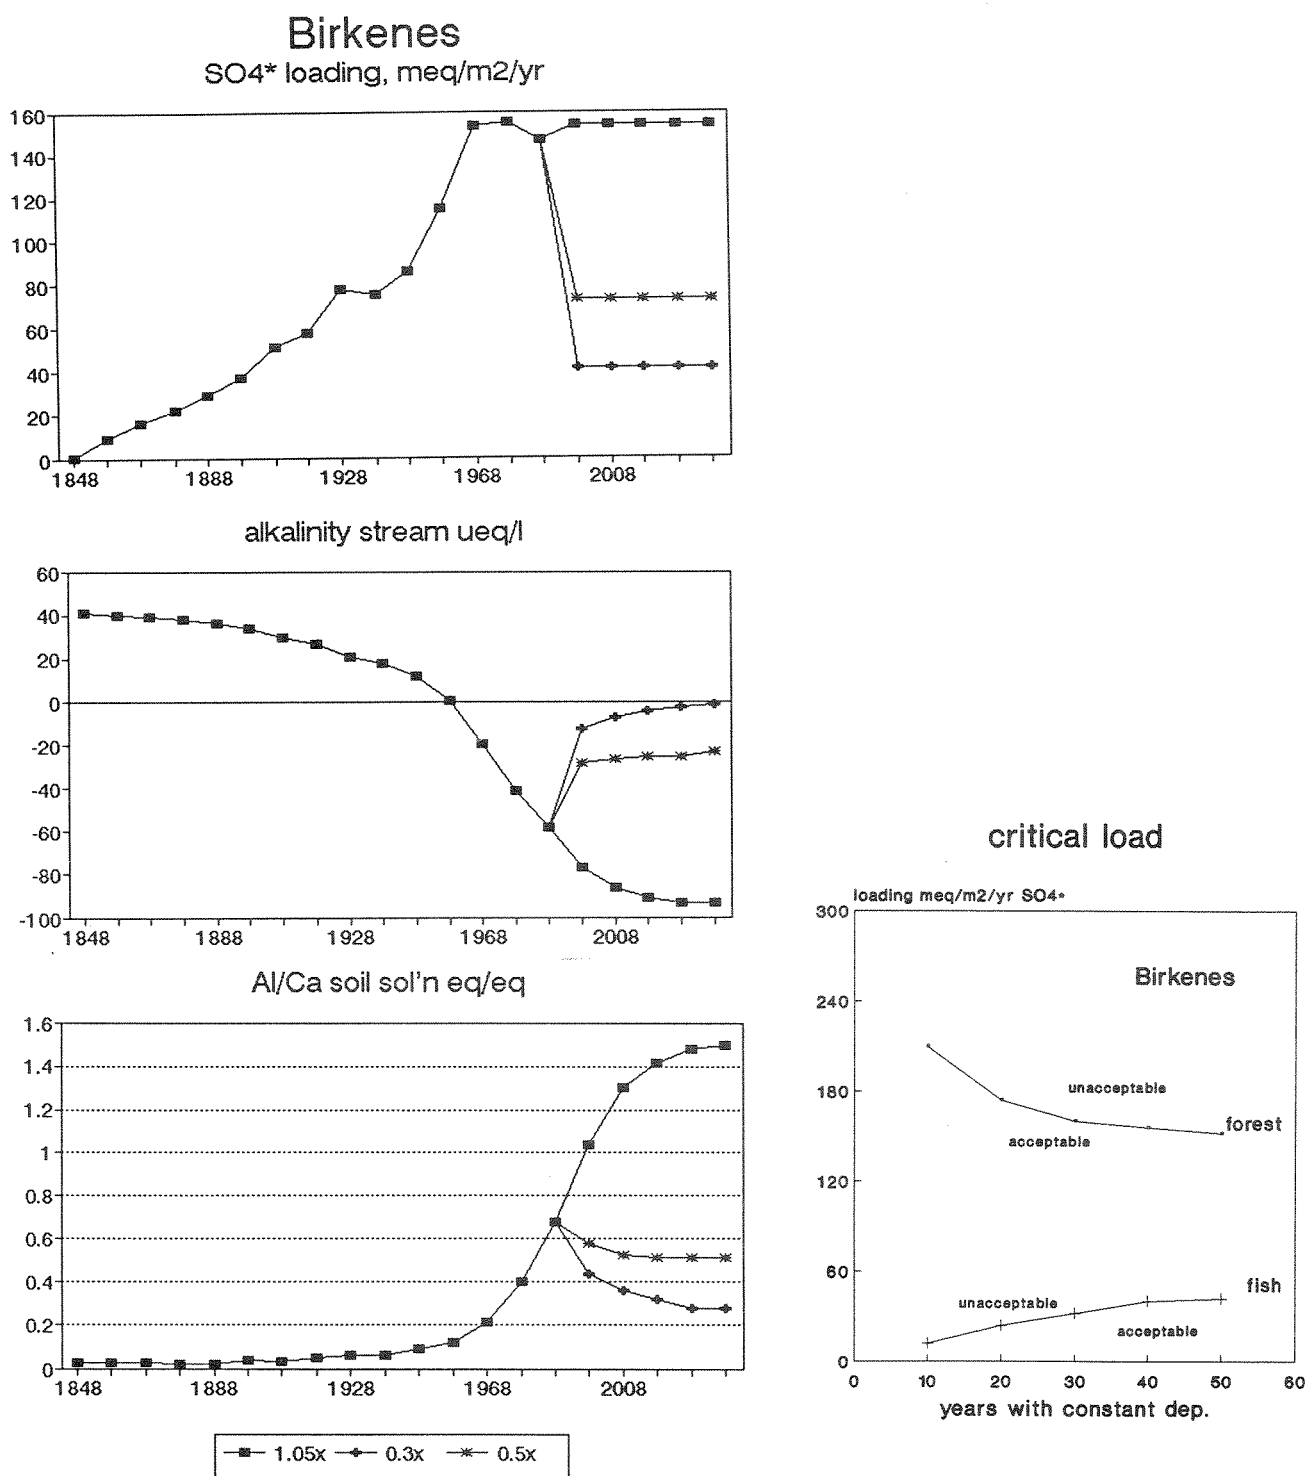 Birkenes
SO4* loading, meq/m2/yr
160
140
120
100
80
60
40
20
0
1848 1888 1928 1968 2008
alkalinity stream ueq/l
60
40
20
0
-20
-40
-60
-80
-100
1848 1888 1928 1968 2008
Al/Ca soil sol'n eq/eq
1.6
1.4
1.2
1
0.8
0.6
0.4
0.2
0
1848 1888 1928 1968 2008
1.05x 0.3x 0.5x
critical load
loading meq/m2/yr SO4*
300
240
180
120
60
0
Birkenes
unacceptable
forest
acceptable
fish
unacceptable
acceptable
0 10 20 30 40 50 60
years with constant dep.